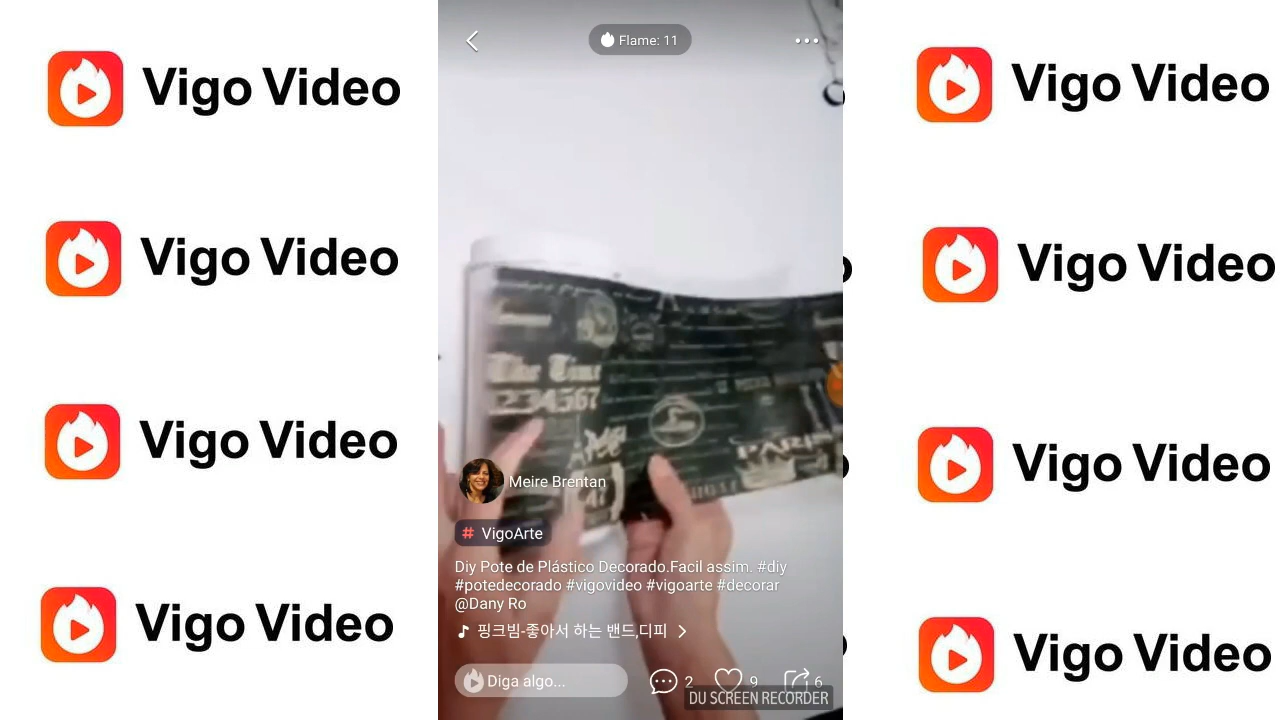 Vigo Video
Vigo Video
Vigo Video
Vigo Video
Flame: 11
The Time
1234567
PARIS
Meire Brentan
# VigoArte
Diy Pote de Plástico Decorado.Facil assim. #diy
#potedecorado #vigovideo #vigoarte #decorar
@Dany Ro
핑크빔-좋아서 하는 밴드,디피
Diga algo... 2 9 6
DU SCREEN RECORDER
Vigo Video
Vigo Video
Vigo Video
Vigo Video